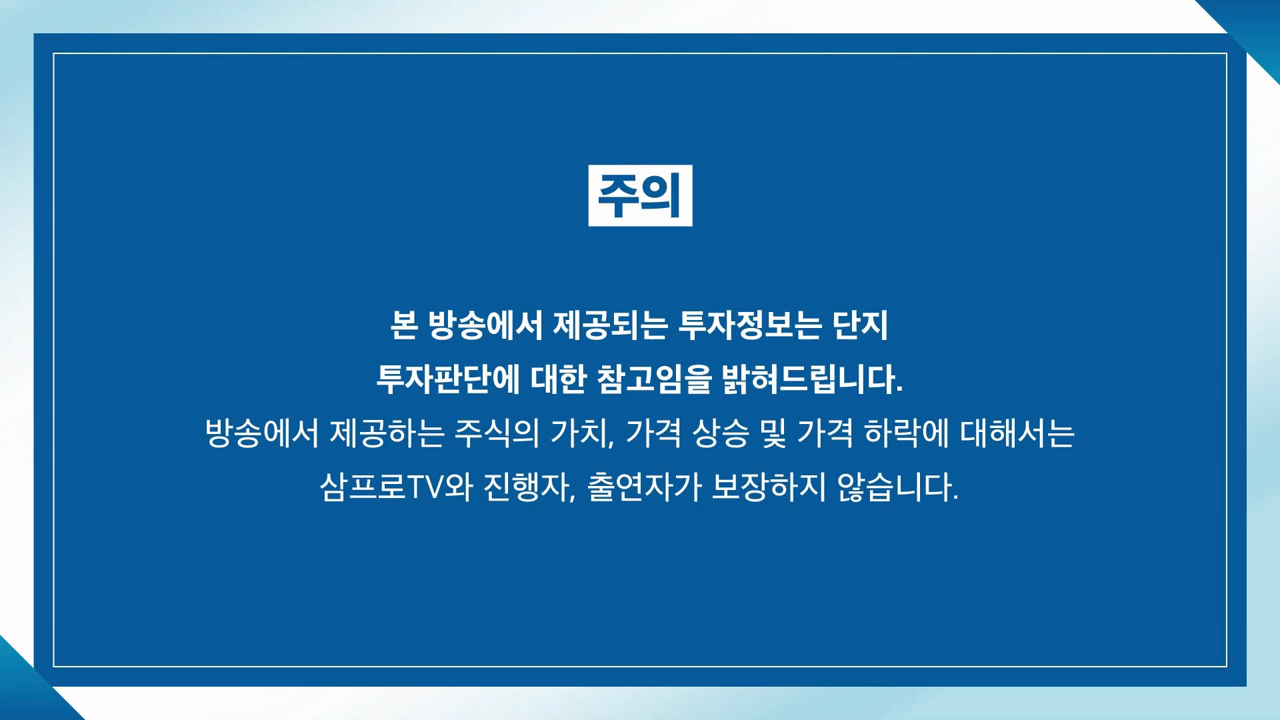 주의
본 방송에서 제공되는 투자정보는 단지
투자판단에 대한 참고임을 밝혀드립니다.
방송에서 제공하는 주식의 가치, 가격 상승 및 가격 하락에 대해서는
삼프로TV와 진행자, 출연자가 보장하지 않습니다.